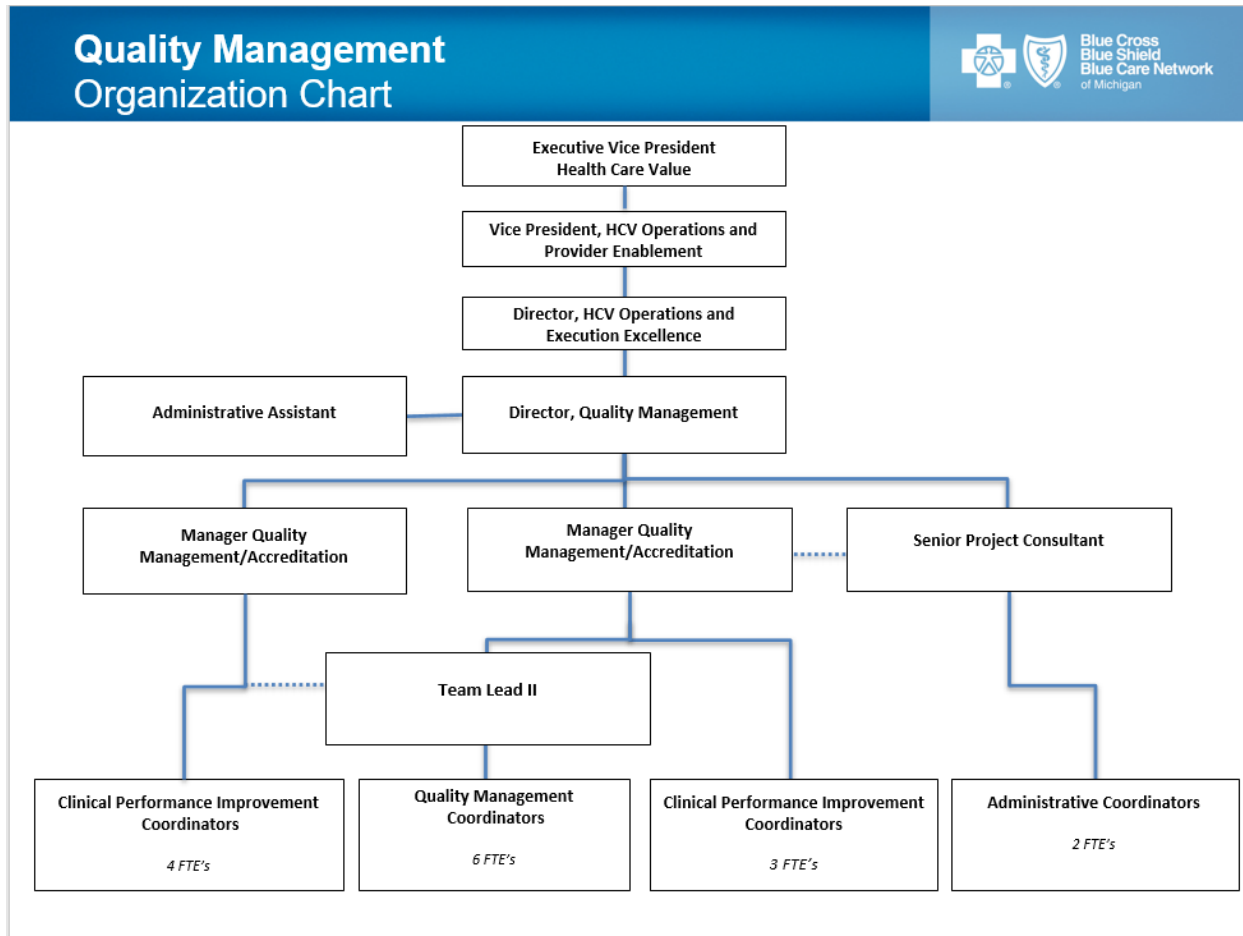 Quality Management
Organization Chart
Blue Cross
Blue Shield
Blue Care Network
of Michigan
Executive Vice President
Health Care Value
Vice President, HCV Operations and
Provider Enablement
Director, HCV Operations and
Execution Excellence
Administrative Assistant
Director, Quality Management
Manager Quality
Management/Accreditation
Manager Quality
Management/Accreditation
Senior Project Consultant
Team Lead II
Clinical Performance Improvement
Coordinators
4 FTE's
Quality Management
Coordinators
6 FTE's
Clinical Performance Improvement
Coordinators
3 FTE's
Administrative Coordinators
2 FTE's